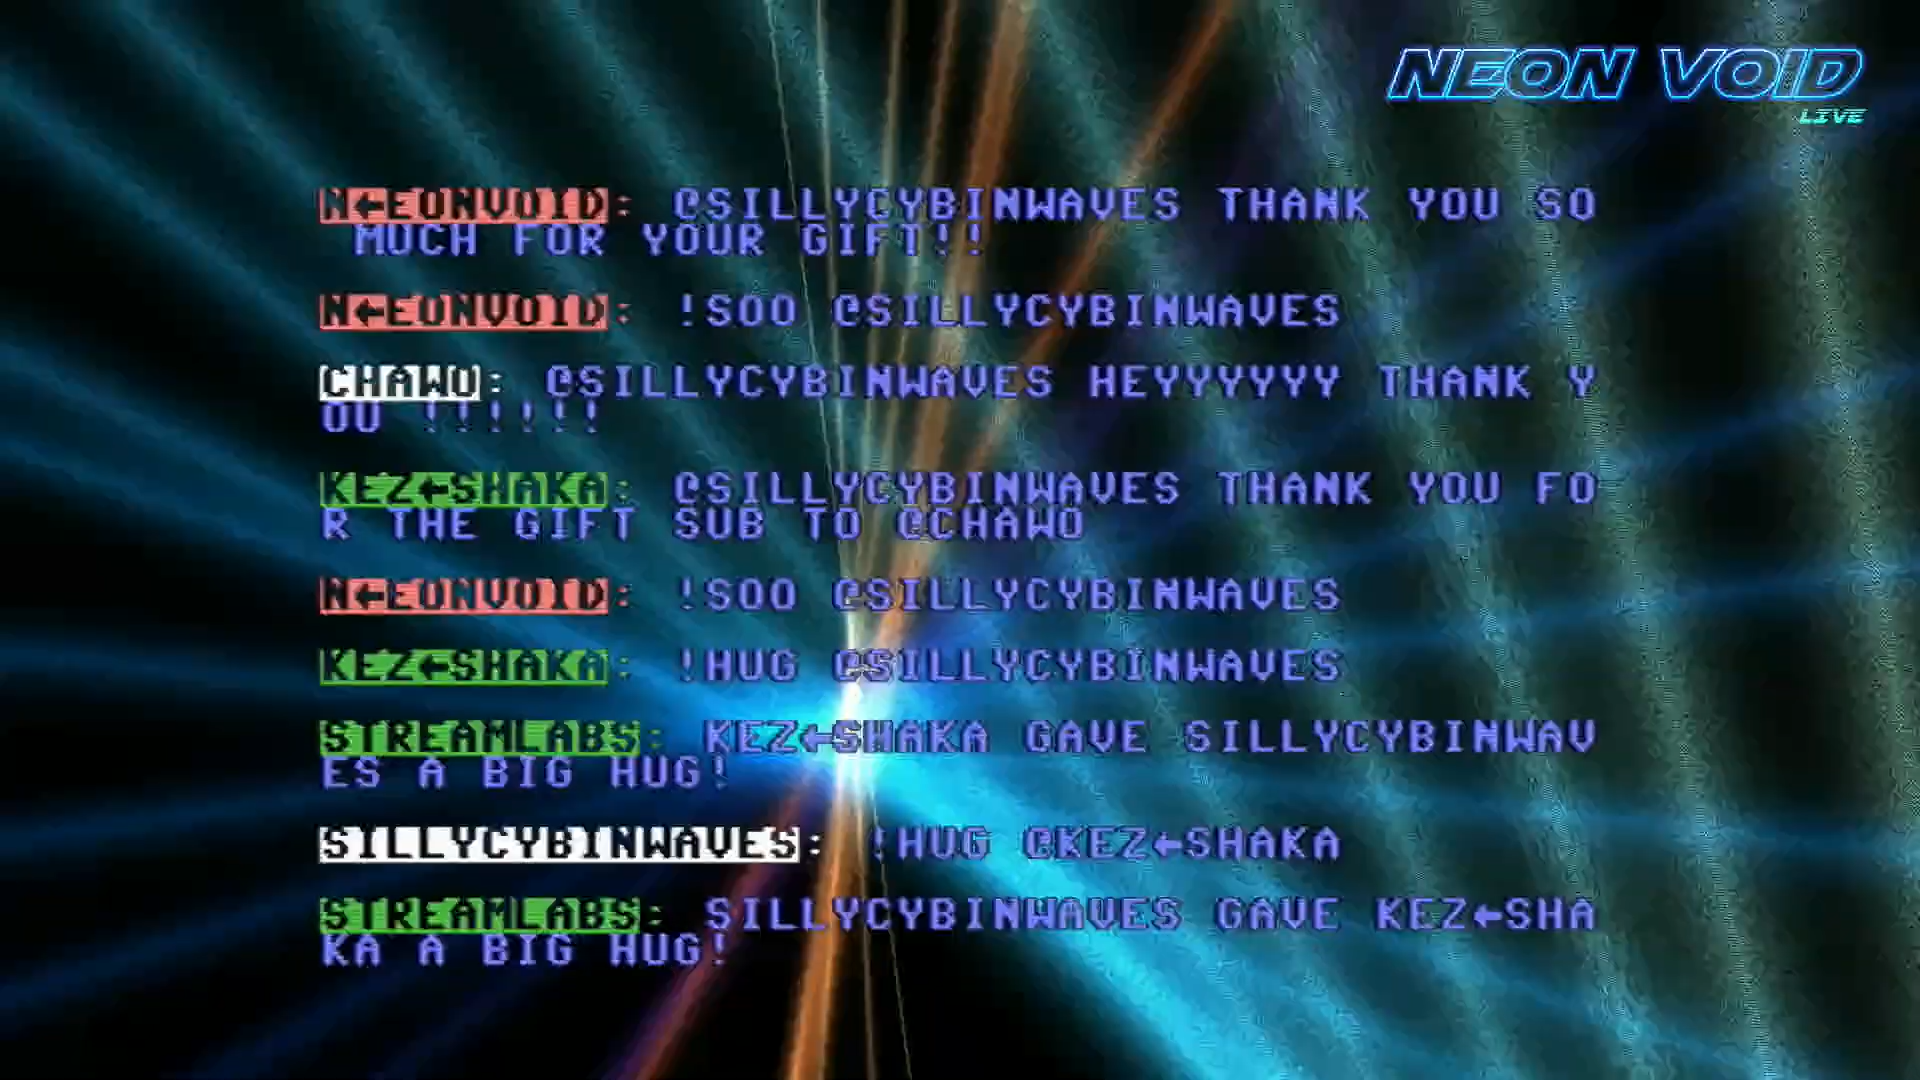 NEON VOID
LIVE
N←EONVOID: @SILLYCYBINWAVES THANK YOU SO
MUCH FOR YOUR GIFT!!
N←EONVOID: !SOO @SILLYCYBINWAVES
CHAWO: @SILLYCYBINWAVES HEYYYYYY THANK Y
OU !!!!!!
KEZ←SHAKA: @SILLYCYBINWAVES THANK YOU FO
R THE GIFT SUB TO @CHAWO
N←EONVOID: !SOO @SILLYCYBINWAVES
KEZ←SHAKA: !HUG @SILLYCYBINWAVES
STREAMLABS: KEZ←SHAKA GAVE SILLYCYBINWAV
ES A BIG HUG!
SILLYCYBINWAVES: !HUG @KEZ←SHAKA
STREAMLABS: SILLYCYBINWAVES GAVE KEZ←SHA
KA A BIG HUG!